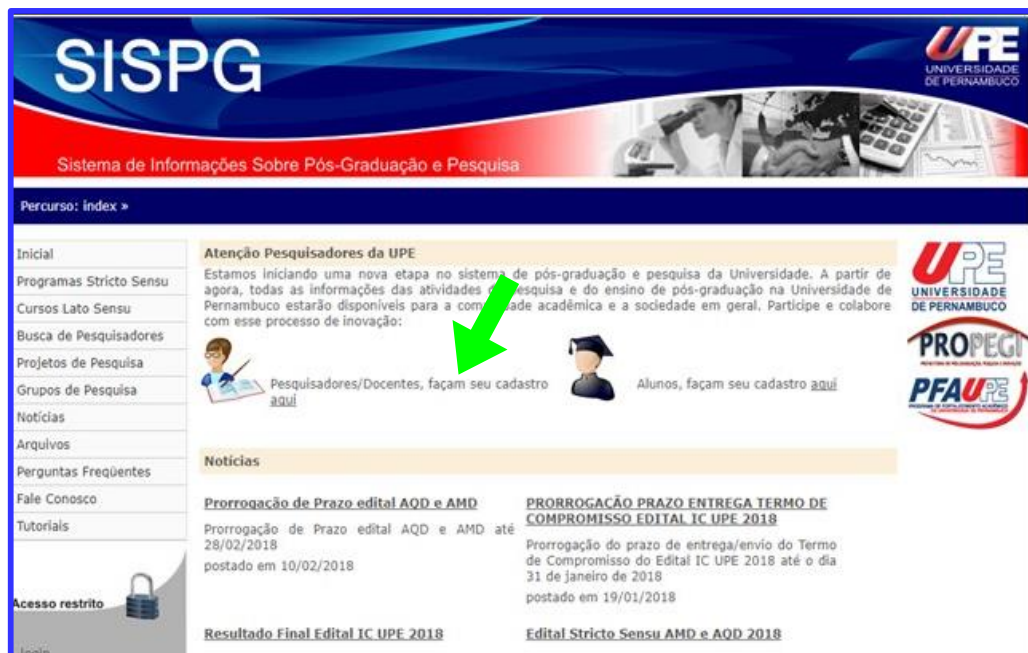 SISPG
UPE
UNIVERSIDADE
DE PERNAMBUCO
Sistema de Informações Sobre Pós-Graduação e Pesquisa
Percurso: index »
Inicial
Programas Stricto Sensu
Cursos Lato Sensu
Busca de Pesquisadores
Projetos de Pesquisa
Grupos de Pesquisa
Notícias
Arquivos
Perguntas Freqüentes
Fale Conosco
Tutoriais
Acesso restrito
login
Atenção Pesquisadores da UPE
Estamos iniciando uma nova etapa no sistema de pós-graduação e pesquisa da Universidade. A partir de
agora, todas as informações das atividades de pesquisa e do ensino de pós-graduação na Universidade de
Pernambuco estarão disponíveis para a comunidade acadêmica e a sociedade em geral. Participe e colabore
com esse processo de inovação:
Pesquisadores/Docentes, façam seu cadastro
aqui
Alunos, façam seu cadastro aqui
Notícias
Prorrogação de Prazo edital AQD e AMD
Prorrogação de Prazo edital AQD e AMD até
28/02/2018
postado em 10/02/2018
PRORROGAÇÃO PRAZO ENTREGA TERMO DE
COMPROMISSO EDITAL IC UPE 2018
Prorrogação do prazo de entrega/envio do Termo
de Compromisso do Edital IC UPE 2018 até o dia
31 de janeiro de 2018
postado em 19/01/2018
Resultado Final Edital IC UPE 2018
Edital Stricto Sensu AMD e AQD 2018
UPE
UNIVERSIDADE
DE PERNAMBUCO
PROPEGI
PFAUPE